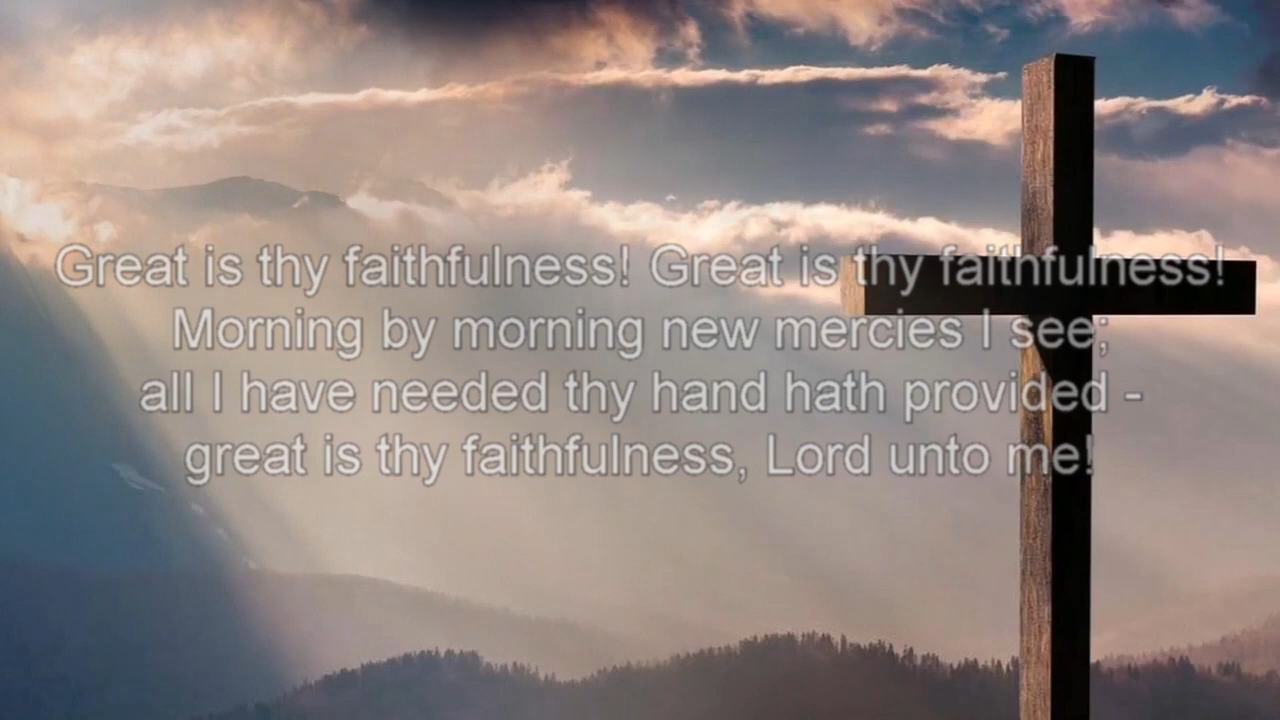 Great is thy faithfulness! Great is thy faithfulness!
Morning by morning new mercies I see;
all I have needed thy hand hath provided -
great is thy faithfulness, Lord unto me!